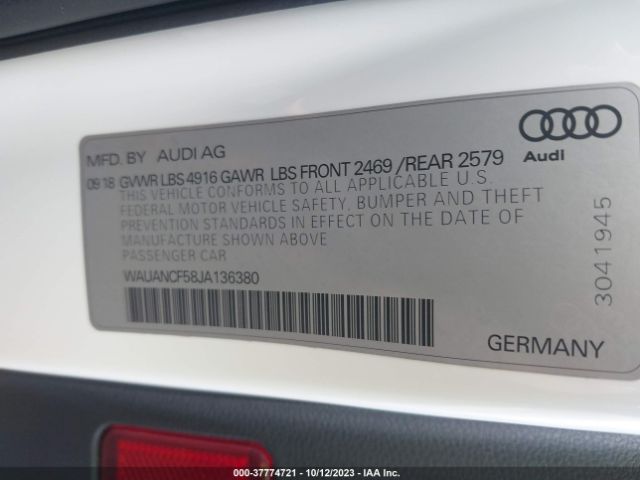 MFD. BY AUDI AG
09 18 GVWR LBS 4916 GAWR LBS FRONT 2469 /REAR 2579
THIS VEHICLE CONFORMS TO ALL APPLICABLE U.S.
FEDERAL MOTOR VEHICLE SAFETY, BUMPER AND THEFT
PREVENTION STANDARDS IN EFFECT ON THE DATE OF
MANUFACTURE SHOWN ABOVE
PASSENGER CAR
WAUANCF58JA136380
Audi
3041945
GERMANY
000-37774721 - 10/12/2023 - IAA Inc.